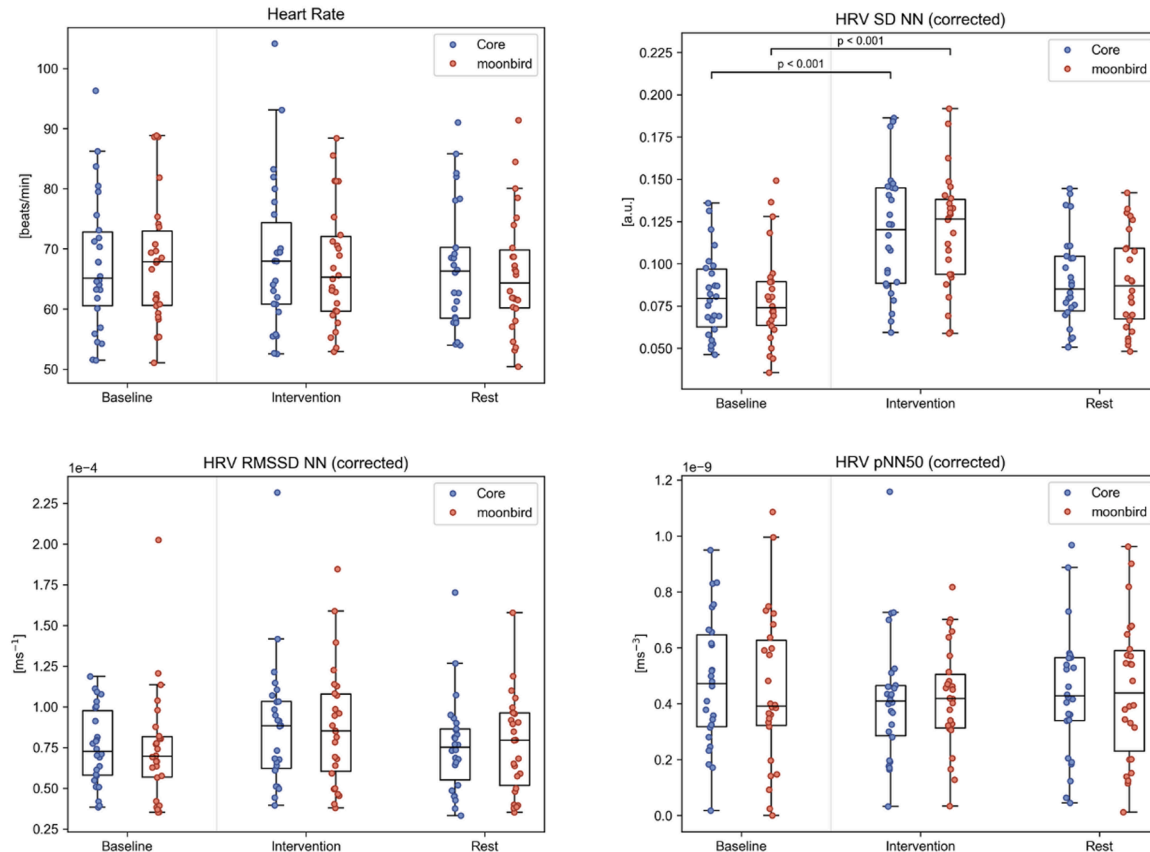 Heart Rate
Core
moonbird
100
90
80
70
60
50
[beats/min]
Baseline
Intervention
Rest
HRV SD NN (corrected)
p < 0.001
p < 0.001
Core
moonbird
0.225
0.200
0.175
0.150
0.125
0.100
0.075
0.050
[a.u.]
Baseline
Intervention
Rest
HRV RMSSD NN (corrected)
1e-4
Core
moonbird
2.25
2.00
1.75
1.50
1.25
1.00
0.75
0.50
0.25
[ms⁻¹]
Baseline
Intervention
Rest
HRV pNN50 (corrected)
1e-9
Core
moonbird
1.2
1.0
0.8
0.6
0.4
0.2
0.0
[ms⁻³]
Baseline
Intervention
Rest